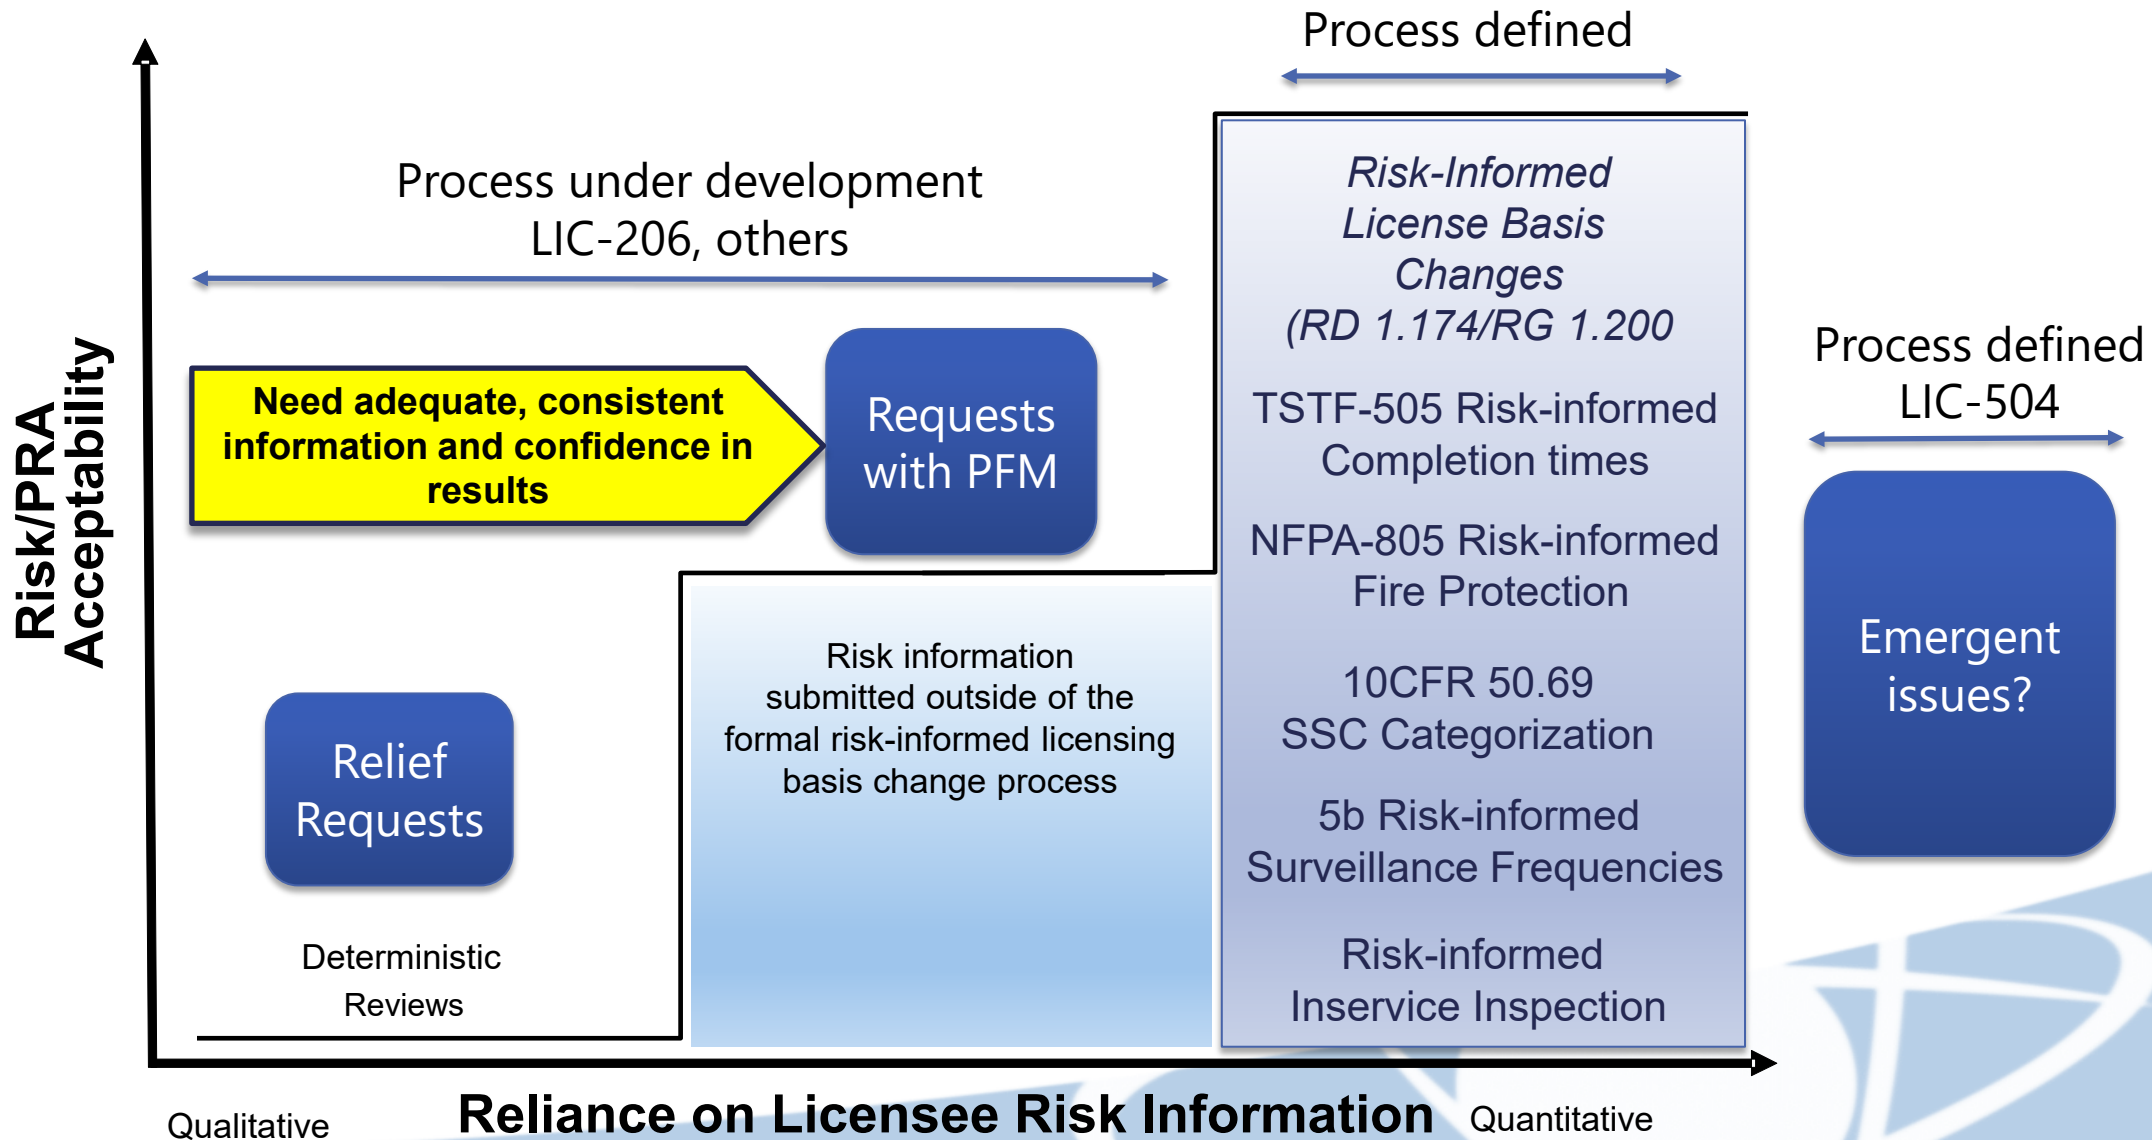 Process defined
Process under development
LIC-206, others
Risk-Informed
License Basis
Changes
(RD 1.174/RG 1.200
Process defined
LIC-504
Risk/PRA
Acceptability
Need adequate, consistent
information and confidence in
results
Requests
with PFM
TSTF-505 Risk-informed
Completion times
NFPA-805 Risk-informed
Fire Protection
10CFR 50.69
SSC Categorization
5b Risk-informed
Surveillance Frequencies
Risk-informed
Inservice Inspection
Emergent
issues?
Risk information
submitted outside of the
formal risk-informed licensing
basis change process
Relief
Requests
Deterministic
Reviews
Qualitative
Reliance on Licensee Risk Information
Quantitative